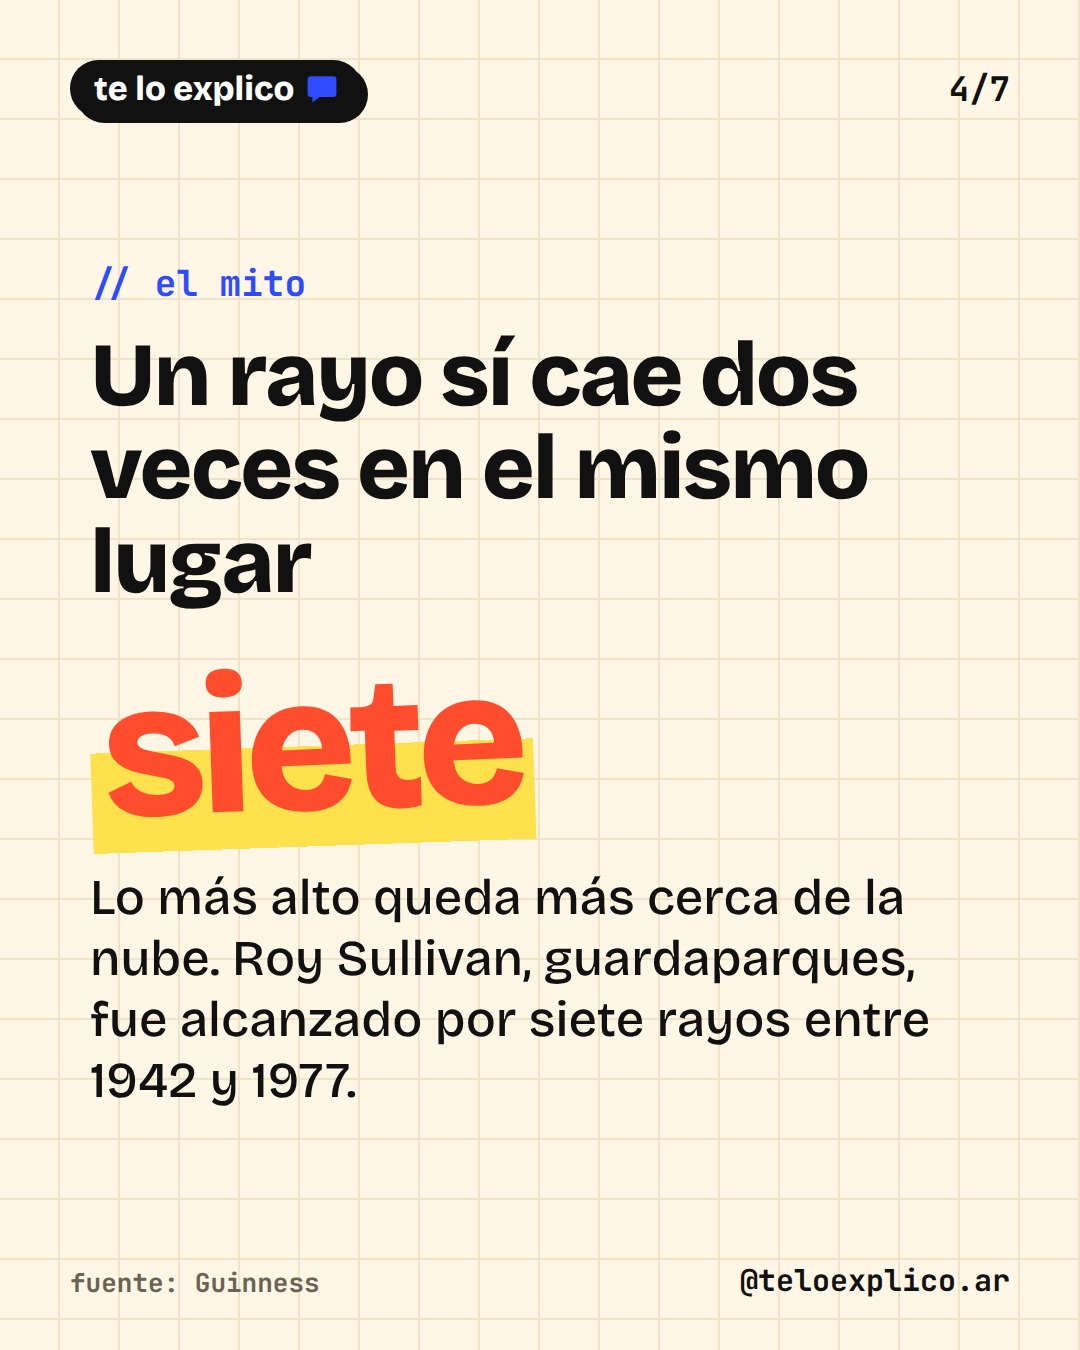 te lo explico
4/7
// el mito
Un rayo sí cae dos
veces en el mismo
lugar
siete
Lo más alto queda más cerca de la
nube. Roy Sullivan, guardaparques,
fue alcanzado por siete rayos entre
1942 y 1977.
fuente: Guinness
@teloexplico.ar